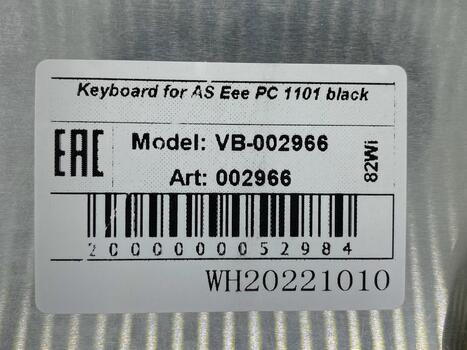 Keyboard for AS Eee PC 1101 black
EAC
Model: VB-002966
Art: 002966
82Wi
2000000052984
WH20221010